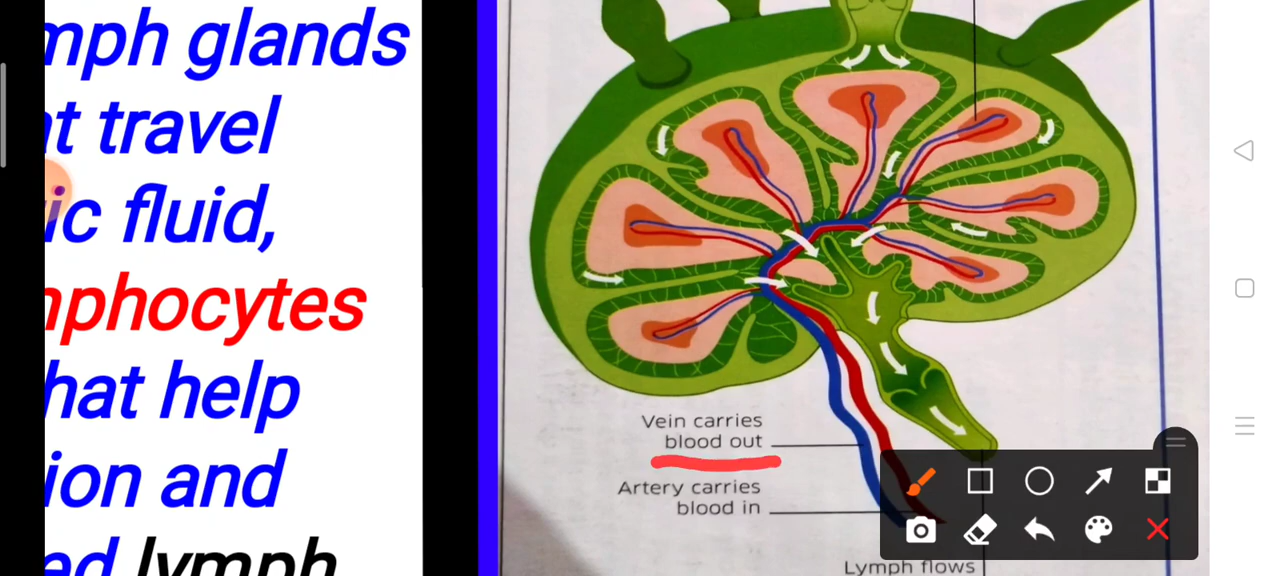 mph glands
t travel
ic fluid,
mphocytes
hat help
ion and
ed lymph
Vein carries
blood out
Artery carries
blood in
Lymph flows